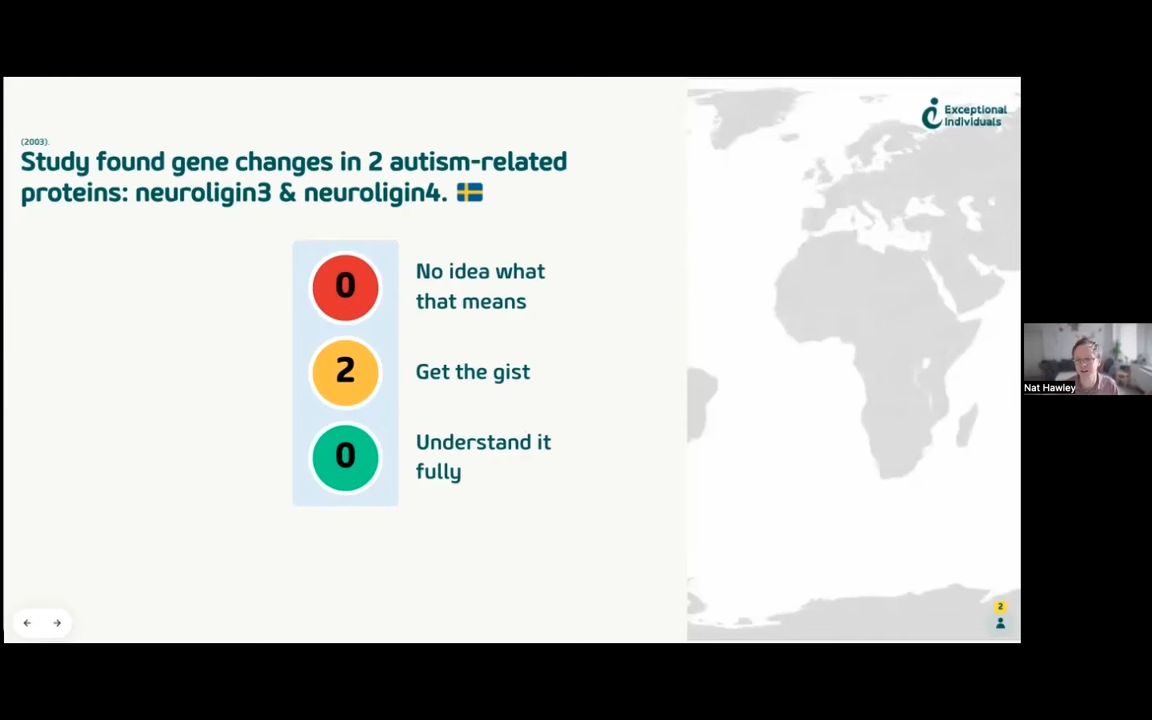 (2003).
Study found gene changes in 2 autism-related
proteins: neuroligin3 & neuroligin4. 🇸🇪
0
No idea what
that means
2
Get the gist
0
Understand it
fully
Exceptional
Individuals
2
Nat Hawley